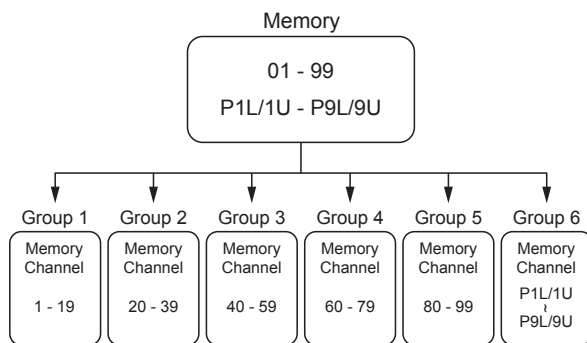 Memory
01 - 99
P1L/1U - P9L/9U
Group 1
Memory
Channel
1 - 19
Group 2
Memory
Channel
20 - 39
Group 3
Memory
Channel
40 - 59
Group 4
Memory
Channel
60 - 79
Group 5
Memory
Channel
80 - 99
Group 6
Memory
Channel
P1L/1U
~
P9L/9U